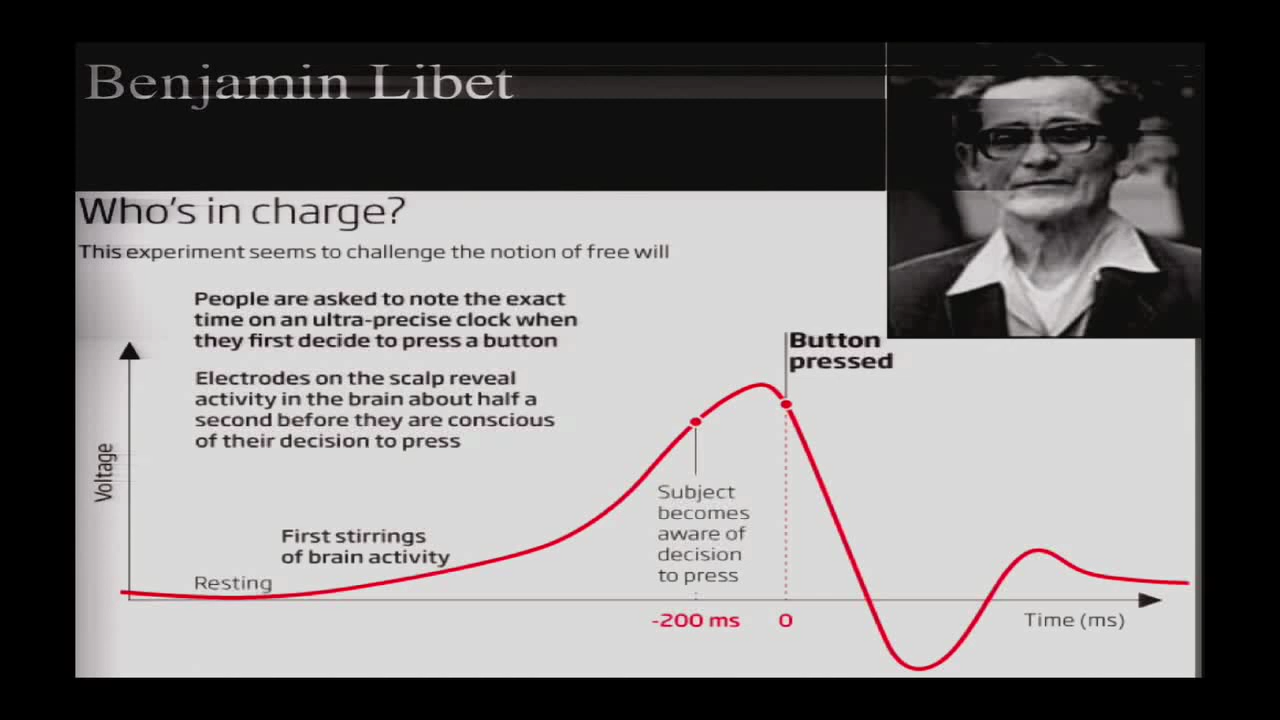 Benjamin Libet
Who's in charge?
This experiment seems to challenge the notion of free will
People are asked to note the exact
time on an ultra-precise clock when
they first decide to press a button
Electrodes on the scalp reveal
activity in the brain about half a
second before they are conscious
of their decision to press
Button
pressed
Voltage
First stirrings
of brain activity
Resting
Subject
becomes
aware of
decision
to press
-200 ms
0
Time (ms)